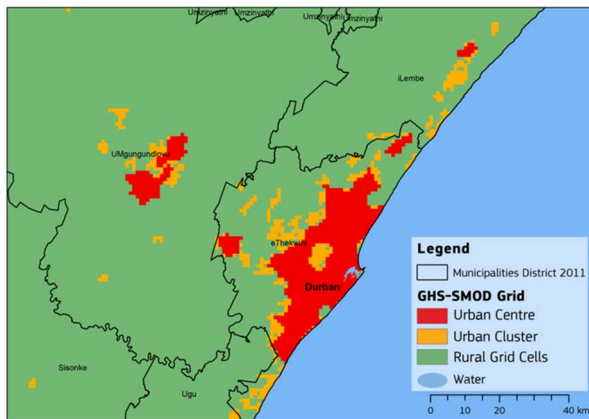 Umzinyathi
Umzinyathi
Umzinyathi
Umzinyathi
iLembe
UMgungundlovu
eThekwini
Durban
Sisonke
Ugu
Legend
Municipalities District 2011
GHS-SMOD Grid
Urban Centre
Urban Cluster
Rural Grid Cells
Water
0 10 20 40 km